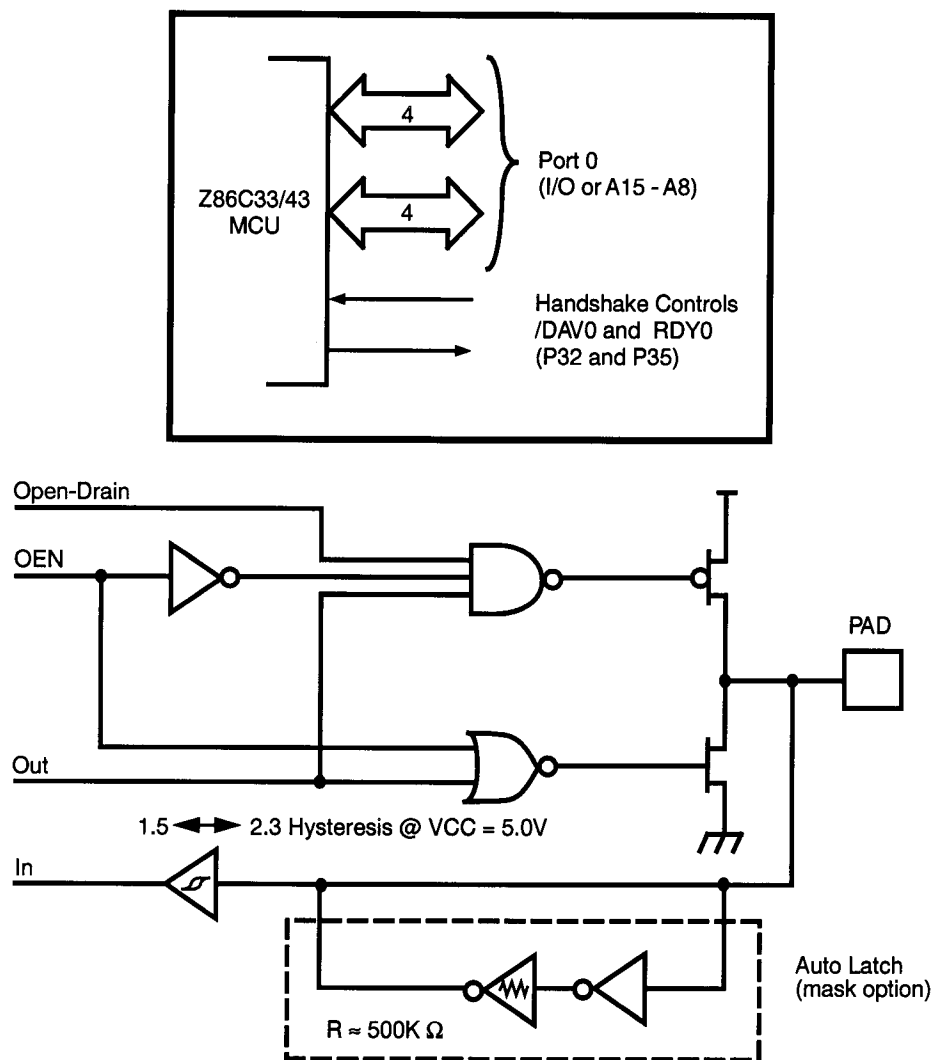 4
Port 0
(I/O or A15 - A8)
Z86C33/43
MCU
4
Handshake Controls
/DAV0 and RDY0
(P32 and P35)
Open-Drain
OEN
PAD
Out
1.5 2.3 Hysteresis @ VCC = 5.0V
In
Auto Latch
(mask option)
R ≈ 500K Ω